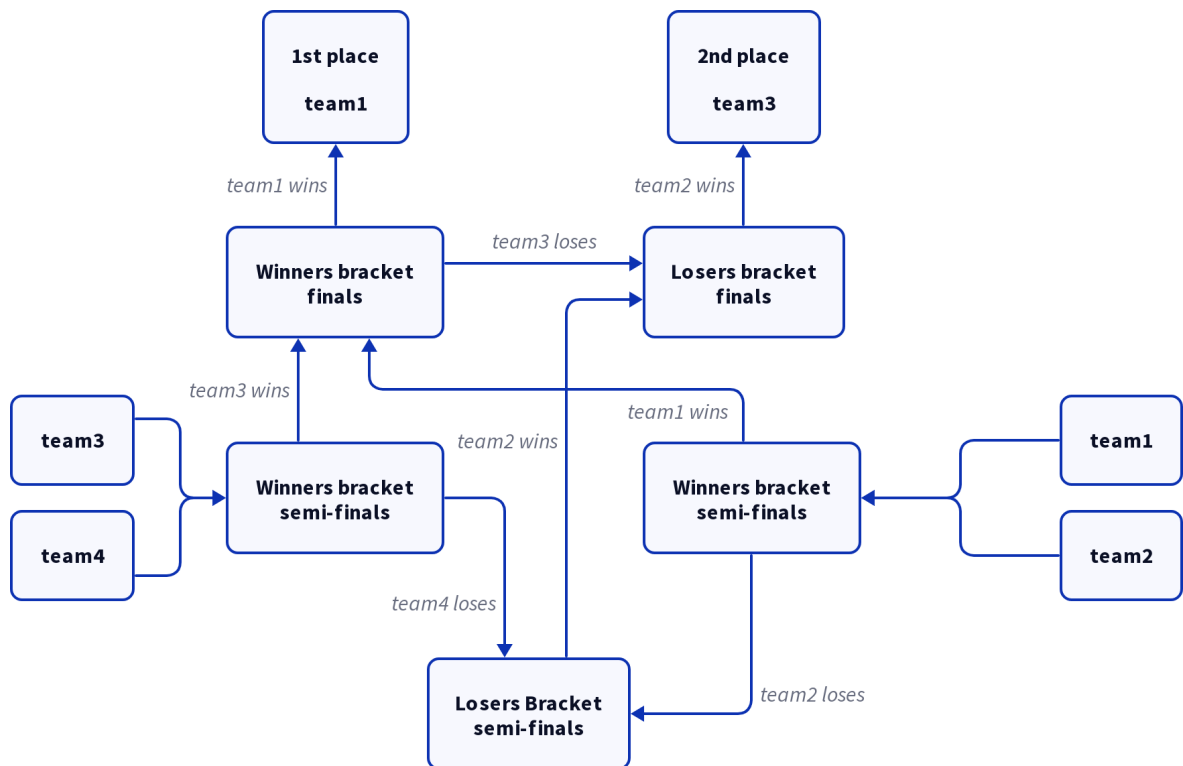 1st place
team1
2nd place
team3
team1 wins
team2 wins
team3 loses
Winners bracket
finals
Losers bracket
finals
team3 wins
team1 wins
team2 wins
team3
team4
Winners bracket
semi-finals
Winners bracket
semi-finals
team1
team2
team4 loses
team2 loses
Losers Bracket
semi-finals